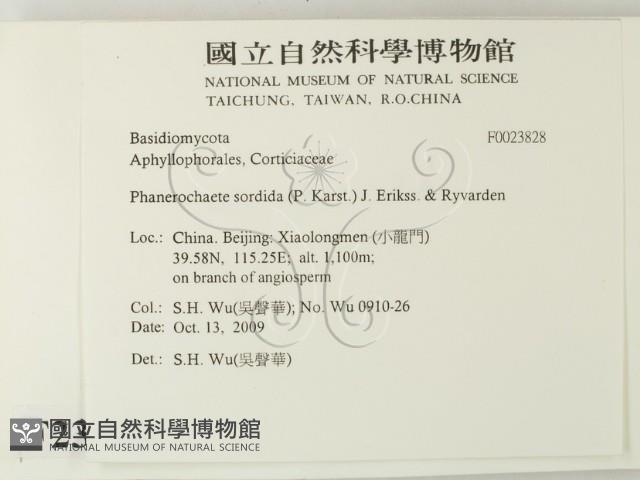 國立自然科學博物館
NATIONAL MUSEUM OF NATURAL SCIENCE
TAICHUNG, TAIWAN, R.O.CHINA
Basidiomycota F0023828
Aphyllophorales, Corticiaceae
Phanerochaete sordida (P. Karst.) J. Erikss. & Ryvarden
Loc.: China. Beijing: Xiaolongmen (小龍門)
39.58N, 115.25E; alt. 1,100m;
on branch of angiosperm
Col.: S.H. Wu(吳聲華); No. Wu 0910-26
Date: Oct. 13, 2009
Det.: S.H. Wu(吳聲華)
國立自然科學博物館
NATIONAL MUSEUM OF NATURAL SCIENCE